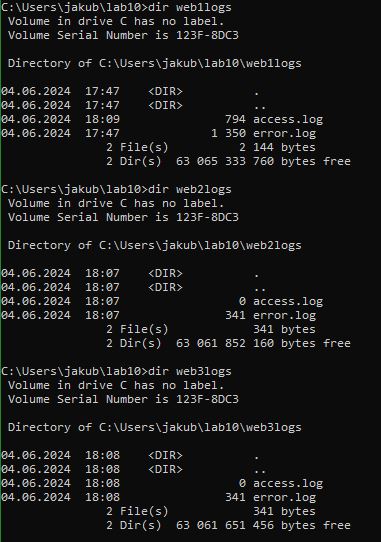 C:\Users\jakub\lab10>dir web1logs
 Volume in drive C has no label.
 Volume Serial Number is 123F-8DC3

 Directory of C:\Users\jakub\lab10\web1logs

04.06.2024  17:47    <DIR>          .
04.06.2024  17:47    <DIR>          ..
04.06.2024  18:09               794 access.log
04.06.2024  17:47             1 350 error.log
               2 File(s)          2 144 bytes
               2 Dir(s)  63 065 333 760 bytes free

C:\Users\jakub\lab10>dir web2logs
 Volume in drive C has no label.
 Volume Serial Number is 123F-8DC3

 Directory of C:\Users\jakub\lab10\web2logs

04.06.2024  18:07    <DIR>          .
04.06.2024  18:07    <DIR>          ..
04.06.2024  18:07                 0 access.log
04.06.2024  18:07               341 error.log
               2 File(s)            341 bytes
               2 Dir(s)  63 061 852 160 bytes free

C:\Users\jakub\lab10>dir web3logs
 Volume in drive C has no label.
 Volume Serial Number is 123F-8DC3

 Directory of C:\Users\jakub\lab10\web3logs

04.06.2024  18:08    <DIR>          .
04.06.2024  18:08    <DIR>          ..
04.06.2024  18:08                 0 access.log
04.06.2024  18:08               341 error.log
               2 File(s)            341 bytes
               2 Dir(s)  63 061 651 456 bytes free